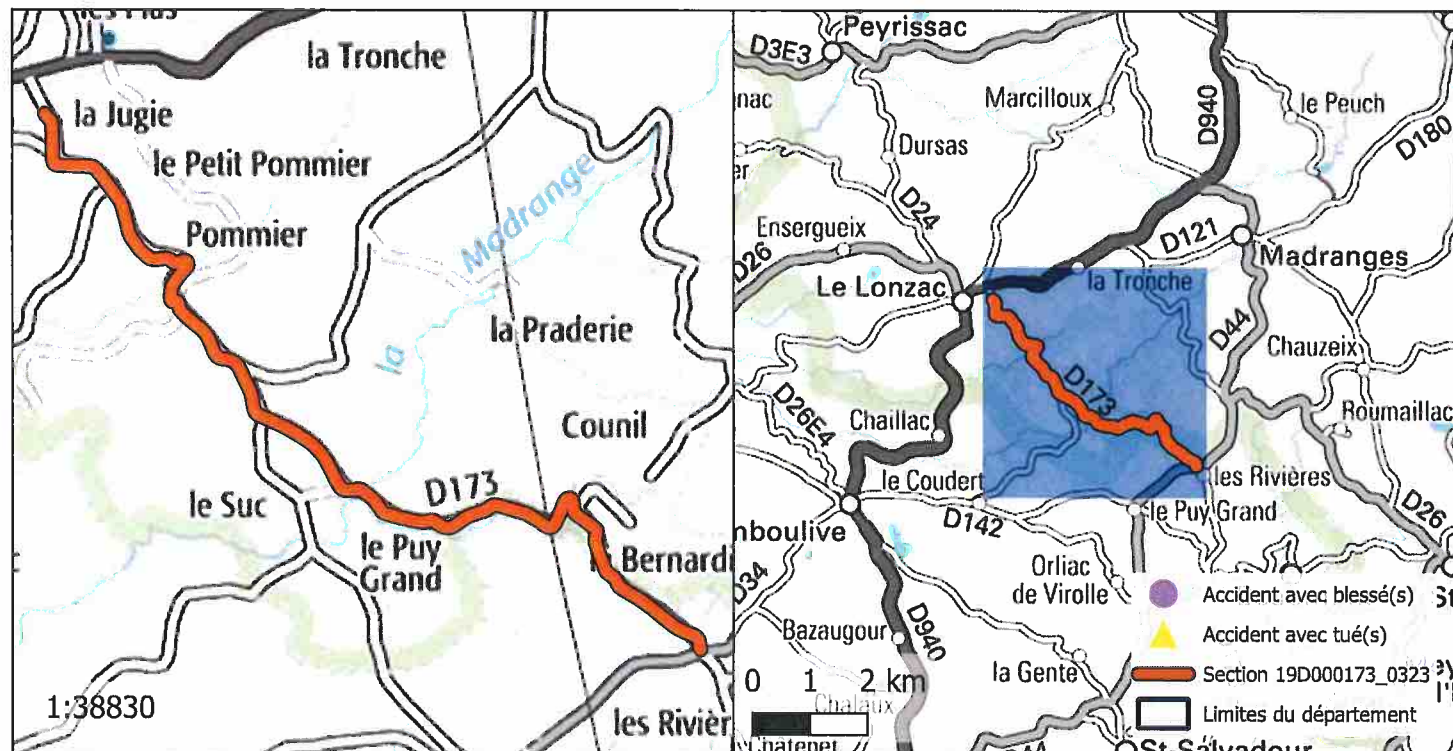 la Tronche
la Jugie
le Petit Pommier
Pommier
Madrange
la
la Praderie
Counil
D173
le Suc
le Puy
Grand
Bernardi
les Rivièr
1:38830
Peyrissac
D3E3
Marcilloux
D940
le Peuch
D180
Dursas
D24
Ensergueix
D26
D121
Madranges
Le Lonzac
la Tronche
D44
Chauzeix
D173
D26E4
Chaillac
Roumaillac
le Coudert
les Rivières
D142
le Puy Grand
D26
mboulive
Orliac
de Virolle
D34
Bazaugour
D940
la Gente
Accident avec blessé(s)
Accident avec tué(s)
Section 19D000173_0323
Limites du département
0 1 2 km
Chalaux
Chatenet
St-Salvadour